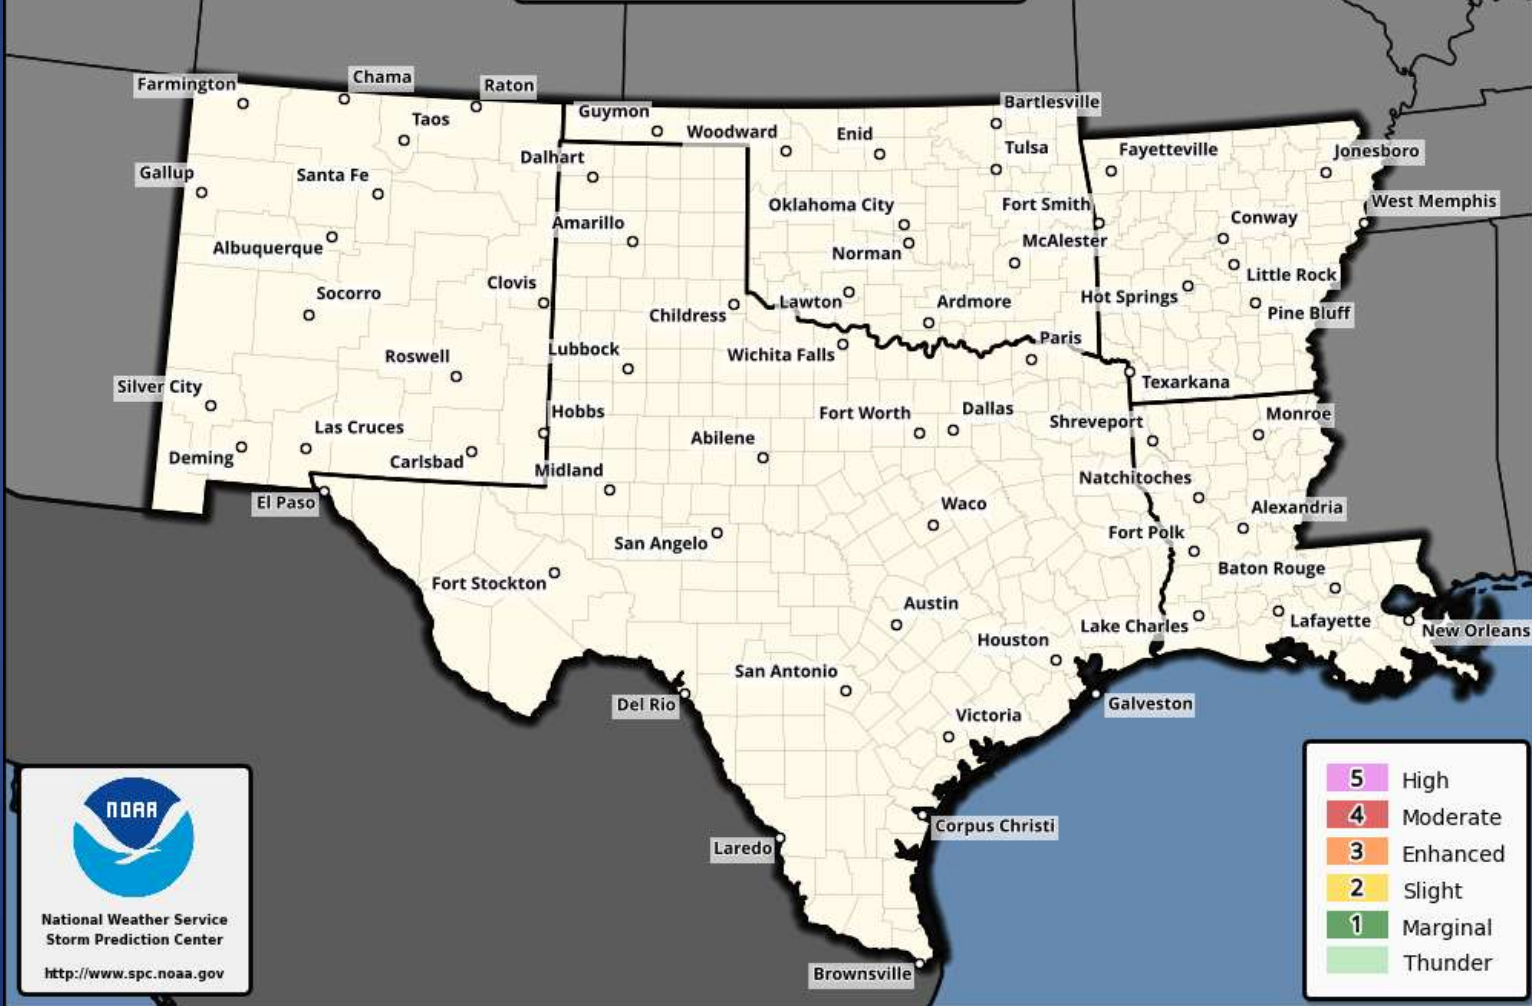 Farmington
Chama
Raton
Guymon
Bartlesville
Taos
Woodward
Enid
Tulsa
Fayetteville
Jonesboro
Dalhart
Gallup
Santa Fe
Oklahoma City
Fort Smith
West Memphis
Amarillo
Conway
Albuquerque
Norman
McAlester
Little Rock
Clovis
Socorro
Childress
Lawton
Ardmore
Hot Springs
Pine Bluff
Roswell
Lubbock
Wichita Falls
Paris
Silver City
Texarkana
Las Cruces
Hobbs
Fort Worth
Dallas
Shreveport
Monroe
Deming
Carlsbad
Abilene
Midland
Natchitoches
El Paso
Waco
Alexandria
San Angelo
Fort Polk
Fort Stockton
Baton Rouge
Austin
Houston
Lake Charles
Lafayette
New Orleans
San Antonio
Del Rio
Victoria
Galveston
Corpus Christi
Laredo
Brownsville
NOAA
National Weather Service
Storm Prediction Center
http://www.spc.noaa.gov
5 High
4 Moderate
3 Enhanced
2 Slight
1 Marginal
Thunder